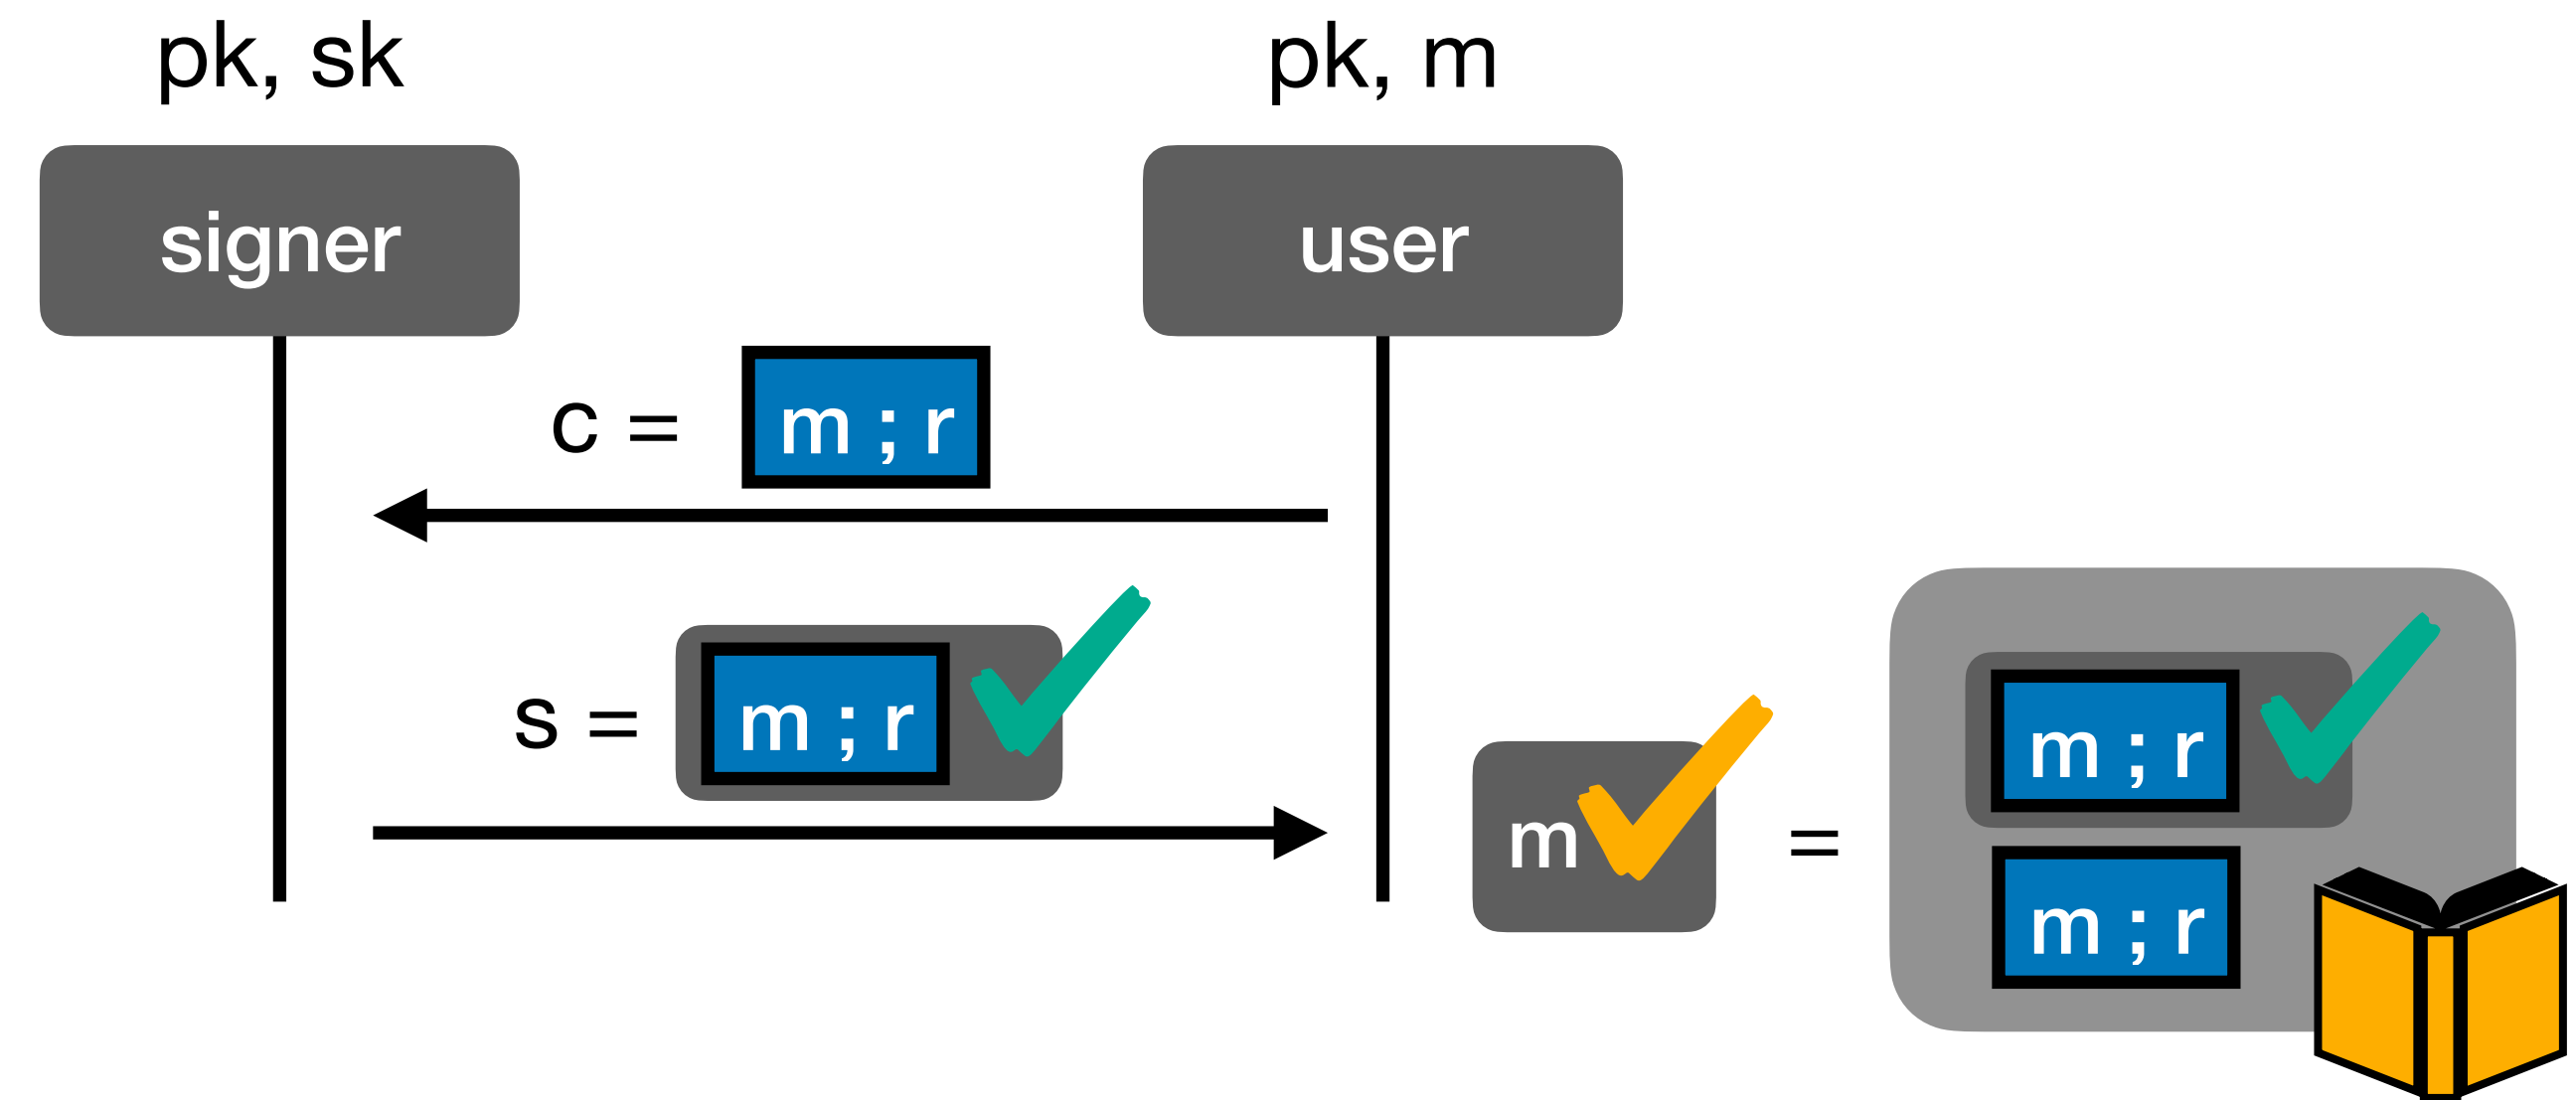 pk, sk
pk, m
signer
user
c = m ; r
s = m ; r
m = m ; r
m ; r